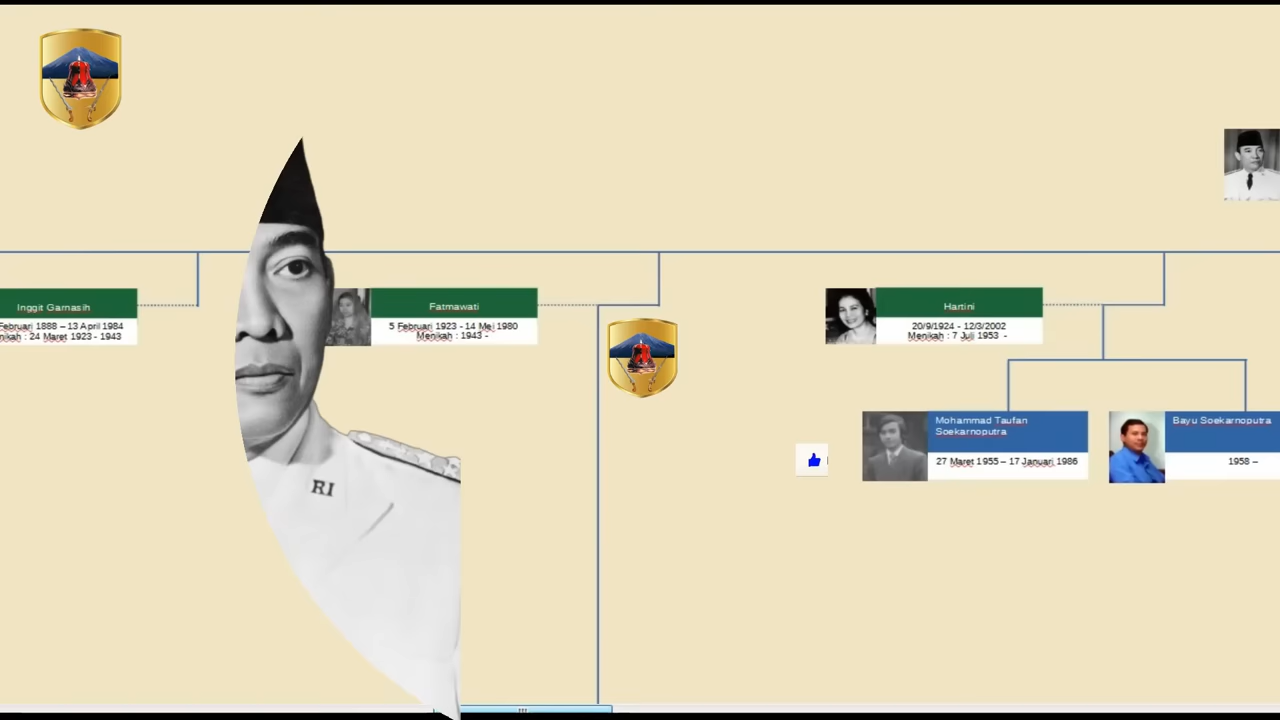 Inggit Garnasih
Februari 1888 – 13 April 1984
nikah : 24 Maret 1923 - 1943
Fatmawati
5 Februari 1923 - 14 Mei 1980
Menikah : 1943 -
Hartini
20/9/1924 - 12/3/2002
Menikah : 7 Juli 1953 -
Mohammad Taufan
Soekarnoputra
27 Maret 1955 – 17 Januari 1986
Bayu Soekarnoputra
1958 –
RI